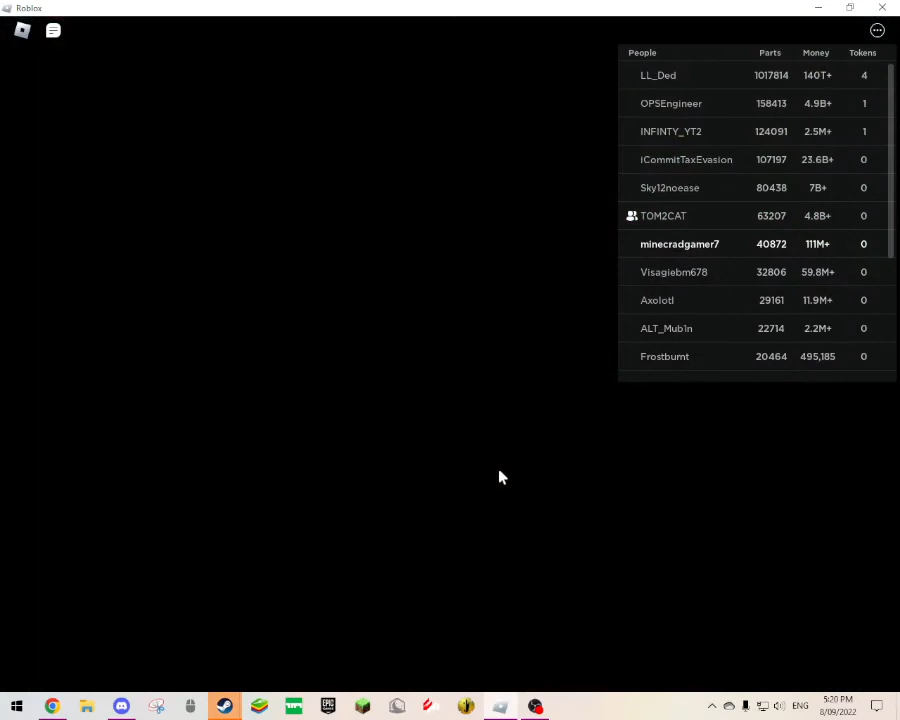 Roblox
People Parts Money Tokens
LL_Ded 1017814 140T+ 4
OPSEngineer 158413 4.9B+ 1
INFINTY_YT2 124091 2.5M+ 1
iCommitTaxEvasion 107197 23.6B+ 0
Sky12noease 80438 7B+ 0
TOM2CAT 63207 4.8B+ 0
minecradgamer7 40872 111M+ 0
Visagiebm678 32806 59.8M+ 0
Axolotl 29161 11.9M+ 0
ALT_Mub1n 22714 2.2M+ 0
Frostburnt 20464 495,185 0
EPIC
GAMES
ENG
5:20 PM
8/09/2022